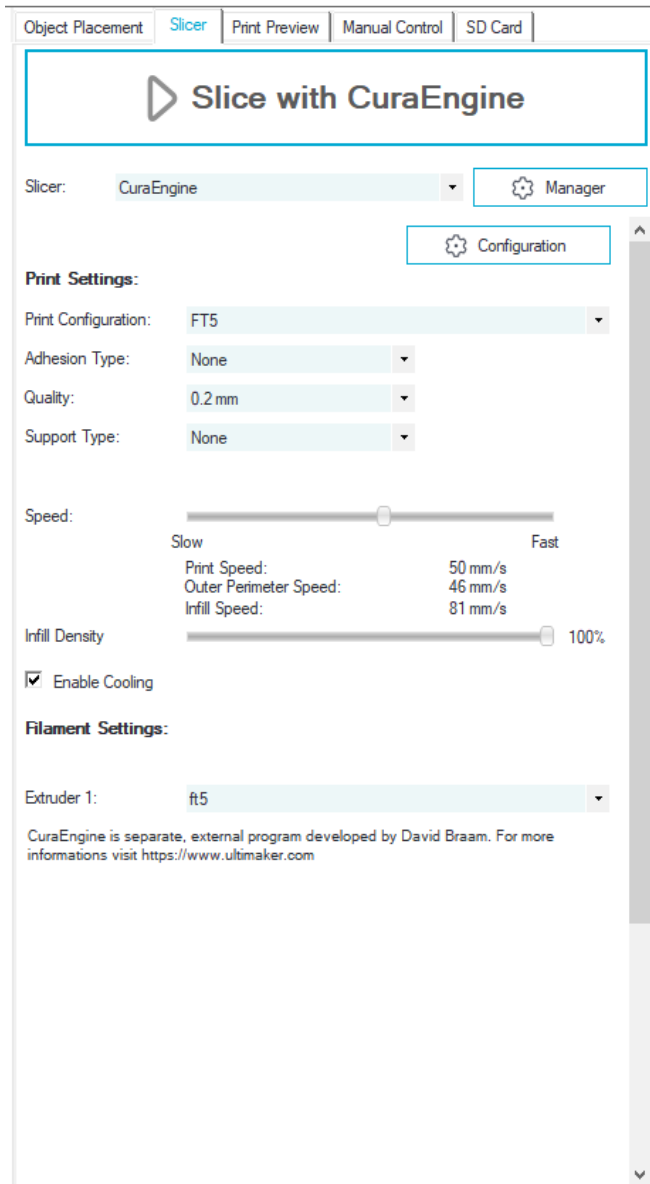 Object Placement Slicer Print Preview Manual Control SD Card
Slice with CuraEngine
Slicer: CuraEngine Manager
Configuration
Print Settings:
Print Configuration: FT5
Adhesion Type: None
Quality: 0.2 mm
Support Type: None
Speed:
Slow Fast
Print Speed: 50 mm/s
Outer Perimeter Speed: 46 mm/s
Infill Speed: 81 mm/s
Infill Density 100%
Enable Cooling
Filament Settings:
Extruder 1: ft5
CuraEngine is separate, external program developed by David Braam. For more
informations visit https://www.ultimaker.com